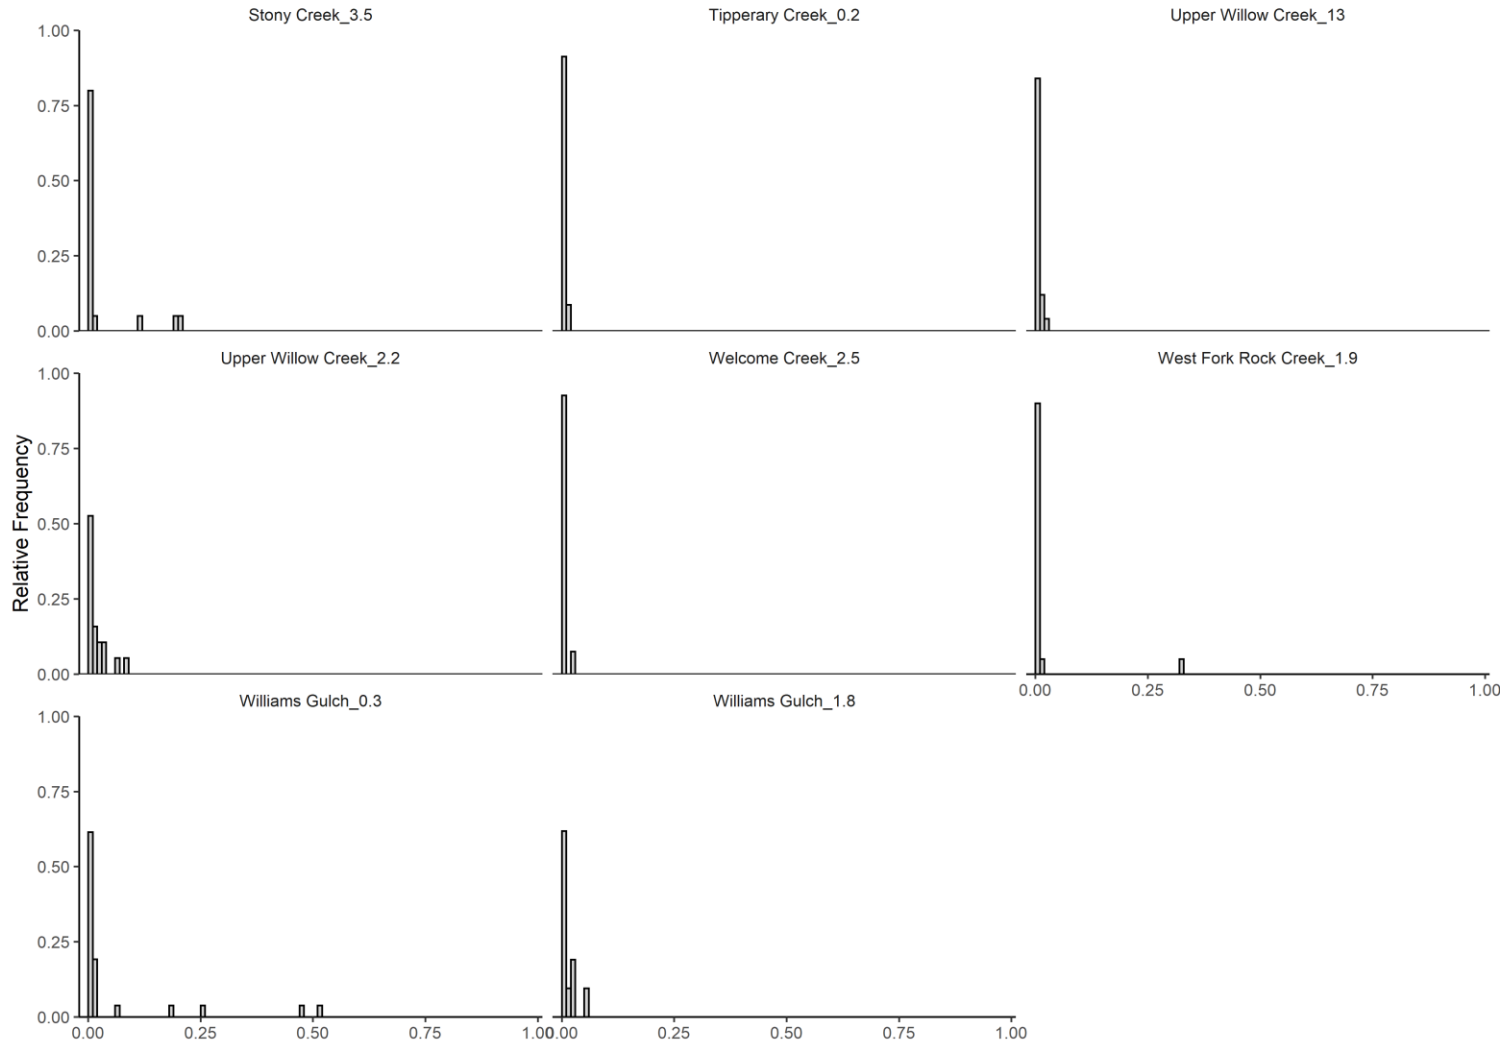 Stony Creek_3.5 Tipperary Creek_0.2 Upper Willow Creek_13
1.00
0.75
0.50
0.25
0.00
Upper Willow Creek_2.2 Welcome Creek_2.5 West Fork Rock Creek_1.9
1.00
0.75
0.50
0.25
0.00
Relative Frequency
0.00 0.25 0.50 0.75 1.00
Williams Gulch_0.3 Williams Gulch_1.8
1.00
0.75
0.50
0.25
0.00
0.00 0.25 0.50 0.75 1.00 0.00 0.25 0.50 0.75 1.00